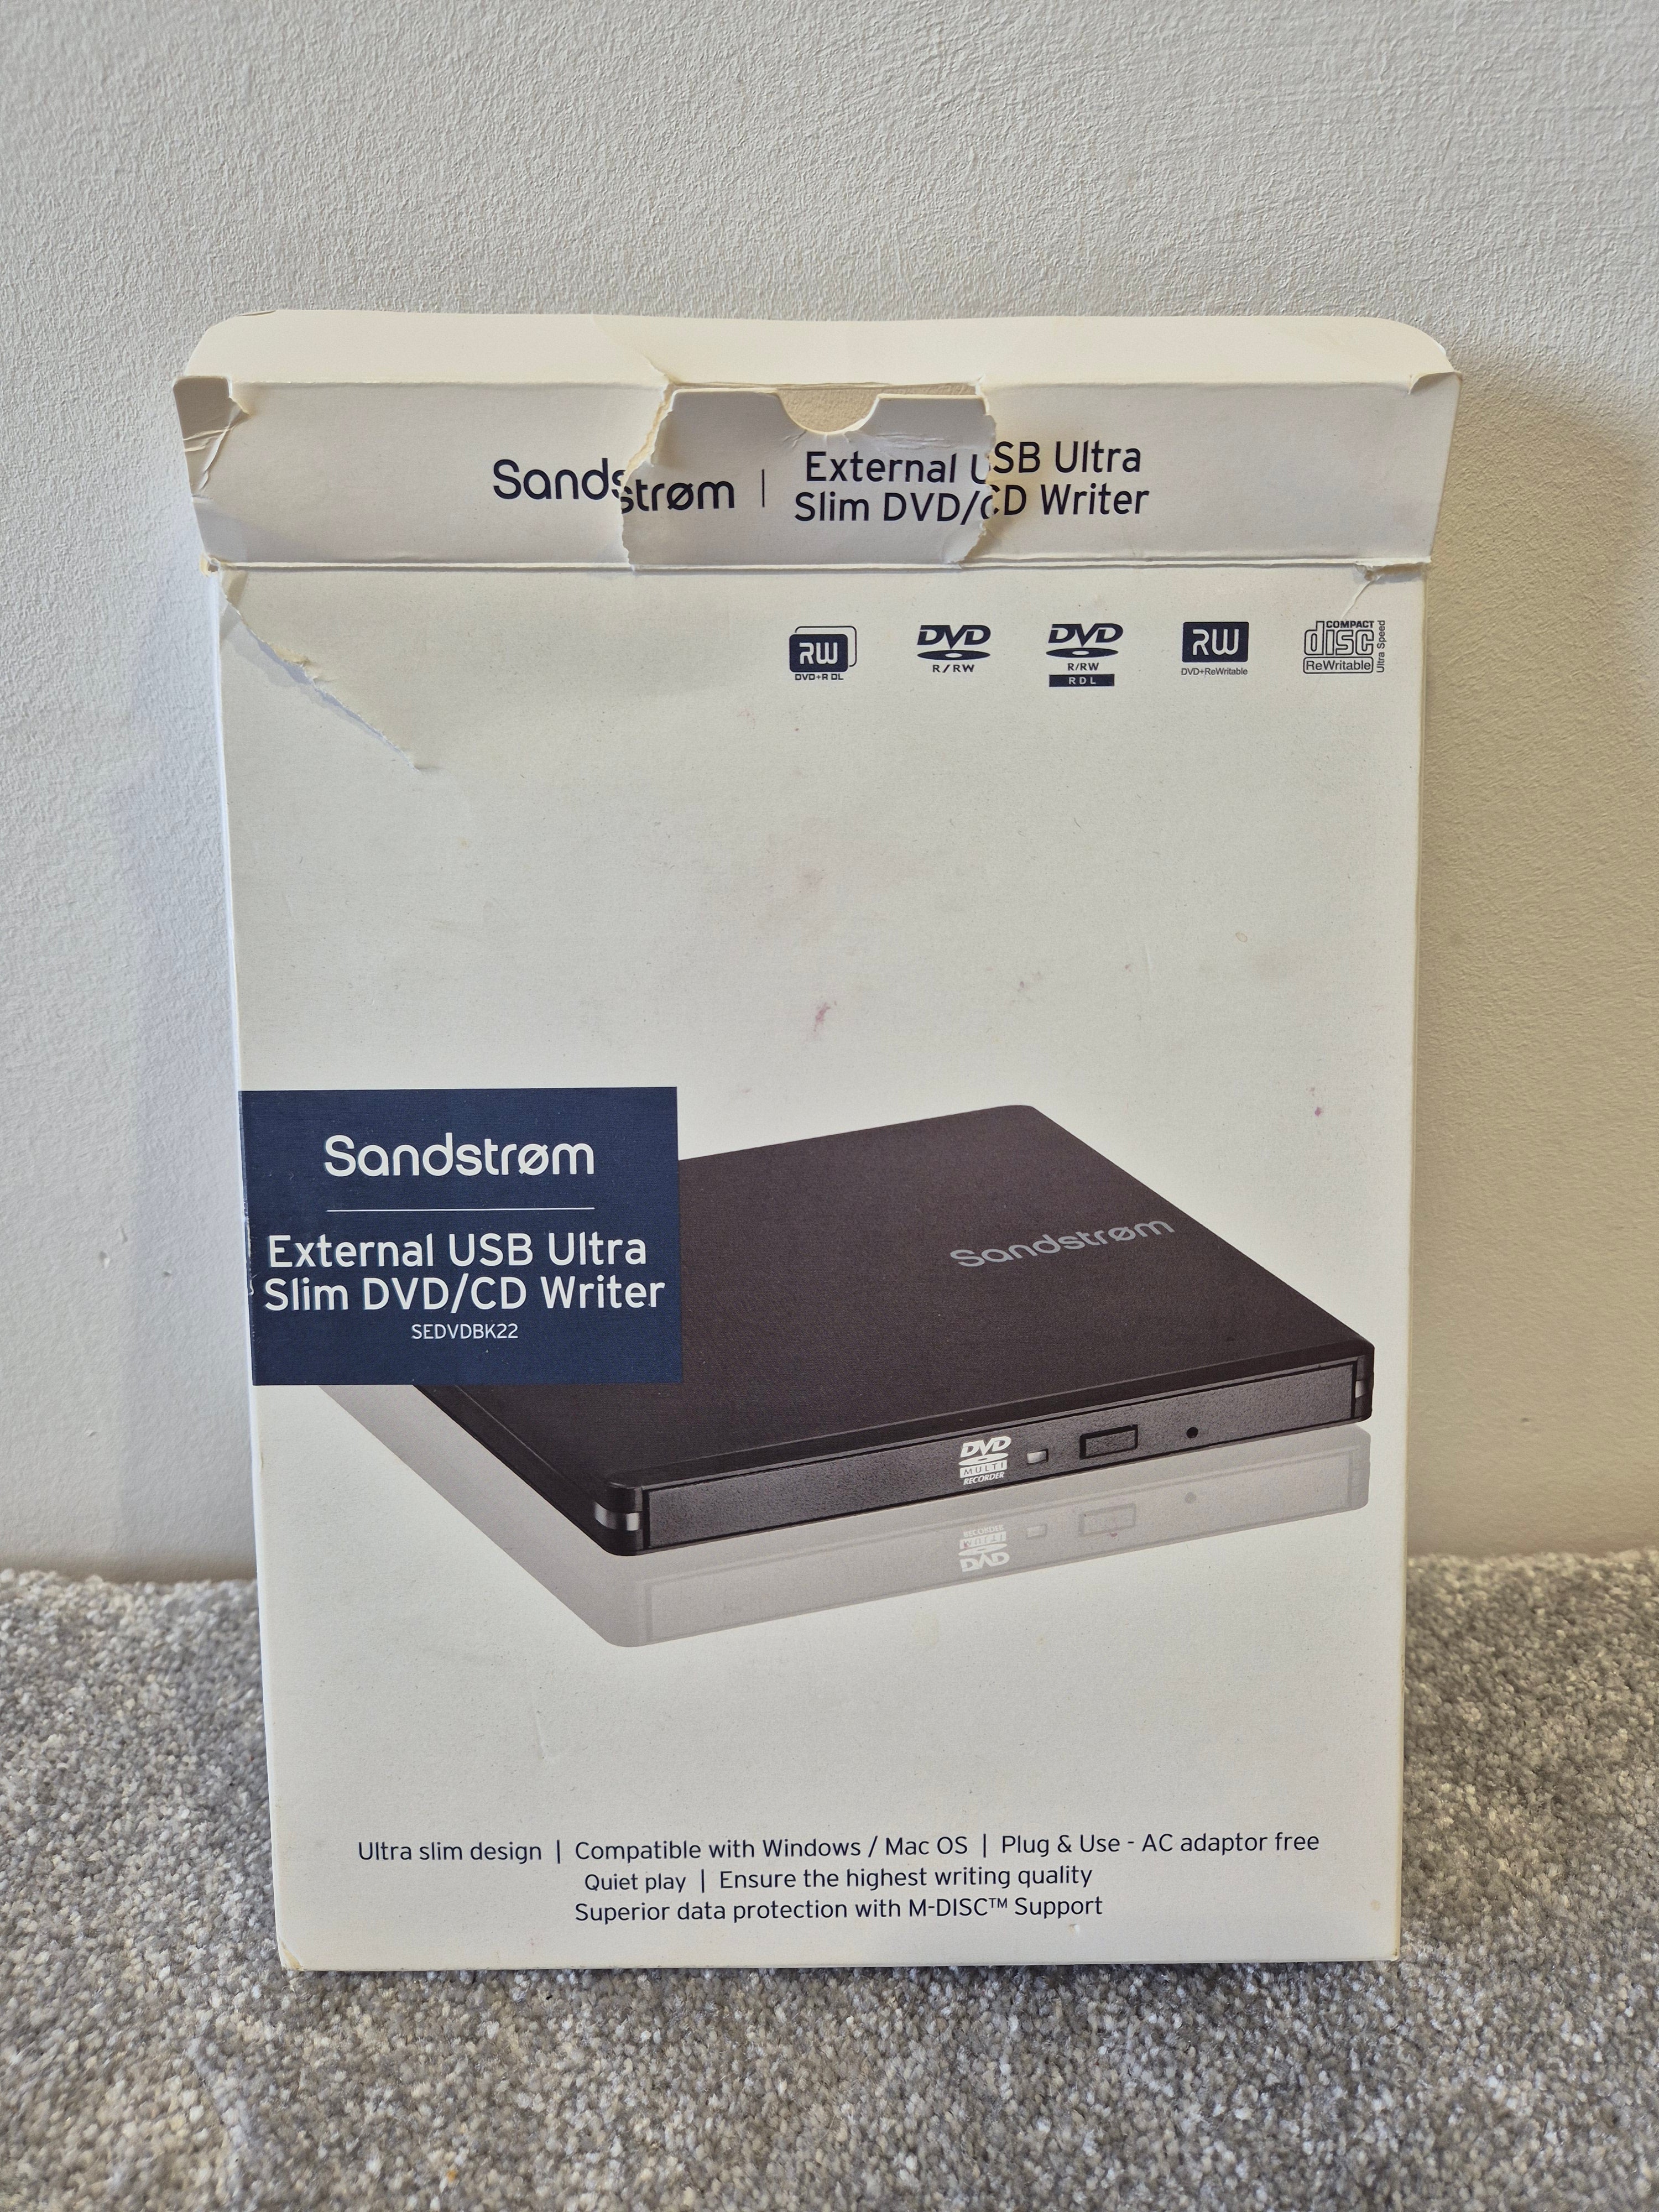 Sandstrøm | External USB Ultra
Slim DVD/CD Writer
RW
DVD+R DL
DVD
R/RW
DVD
R/RW
RDL
RW
DVD+ReWritable
COMPACT
disc
ReWritable
Ultra Speed
Sandstrøm
External USB Ultra
Slim DVD/CD Writer
SEDVDBK22
Sandstrøm
DVD
MULTI
RECORDER
Ultra slim design | Compatible with Windows / Mac OS | Plug & Use - AC adaptor free
Quiet play | Ensure the highest writing quality
Superior data protection with M-DISC™ Support